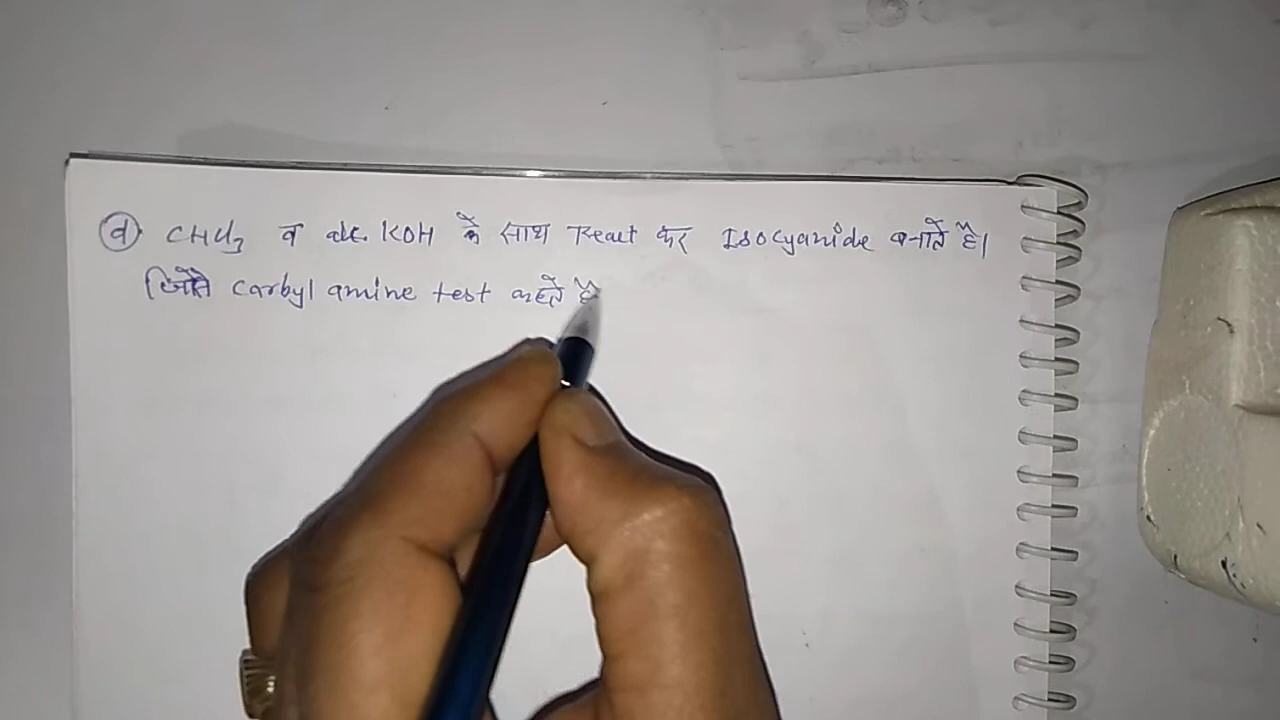 (d) CHCl3 व alc. KOH के साथ React कर Isocyanide बनाते है।
जिसे carbyl amine test कहते है